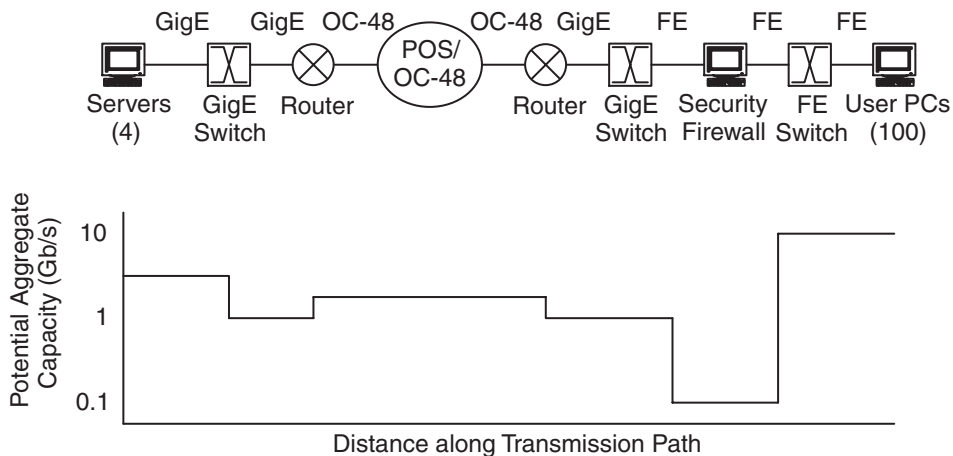 GigE GigE OC-48 OC-48 GigE FE FE FE
POS/
OC-48
Servers
(4)
GigE
Switch
Router
Router
GigE
Switch
Security
Firewall
FE
Switch
User PCs
(100)
Potential Aggregate
Capacity (Gb/s)
10
1
0.1
Distance along Transmission Path